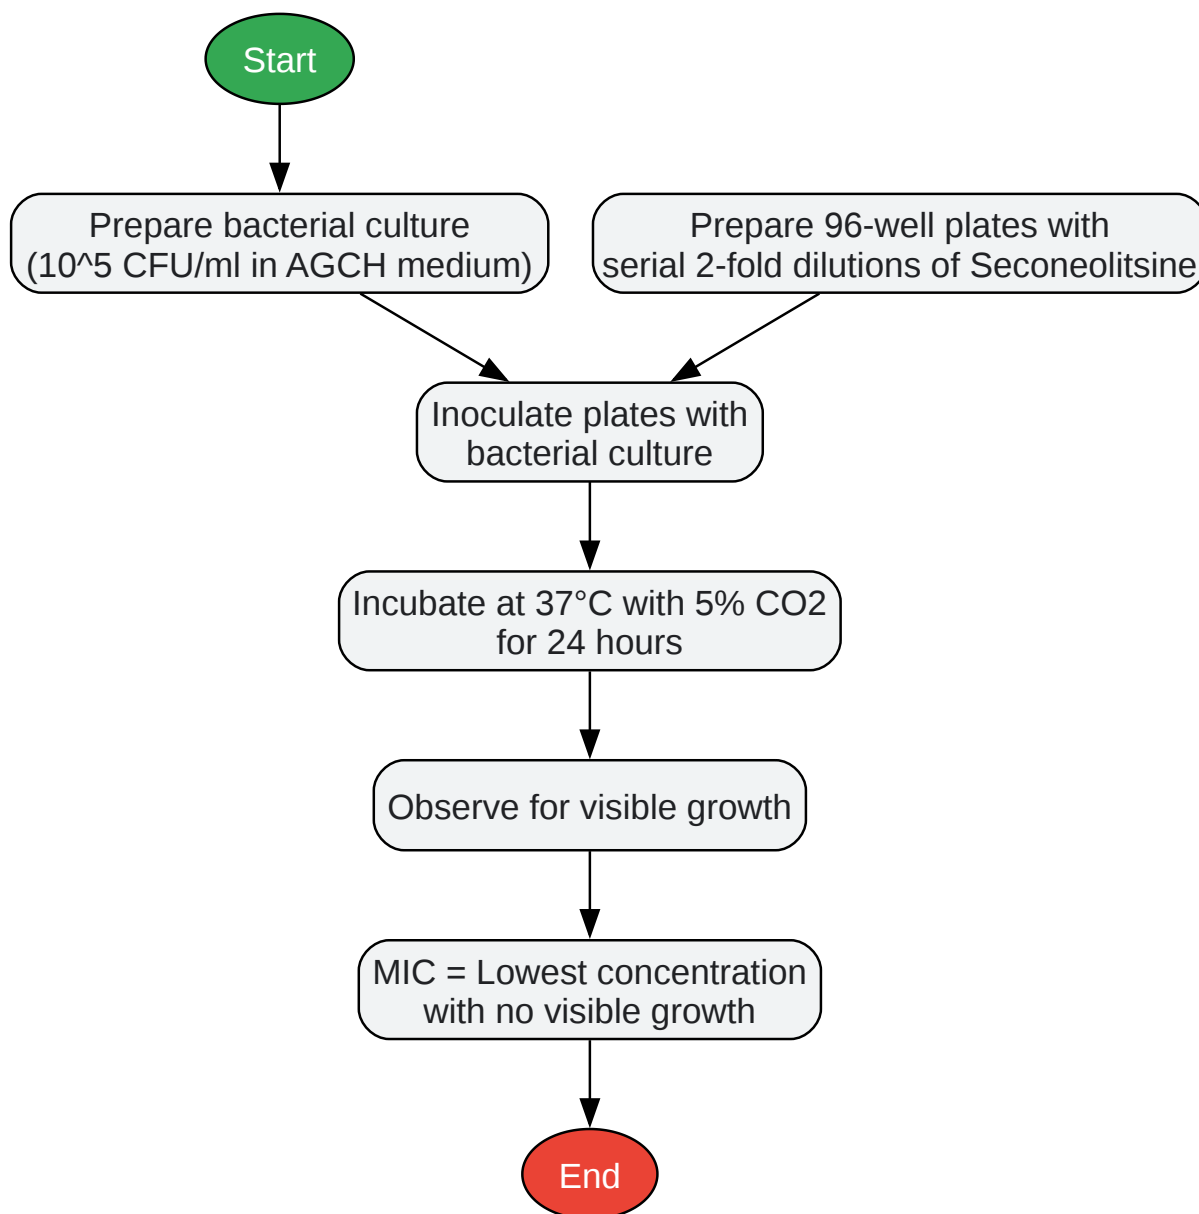 Start
Prepare bacterial culture
(10^5 CFU/ml in AGCH medium)
Prepare 96-well plates with
serial 2-fold dilutions of Seconeolitsine
Inoculate plates with
bacterial culture
Incubate at 37°C with 5% CO2
for 24 hours
Observe for visible growth
MIC = Lowest concentration
with no visible growth
End